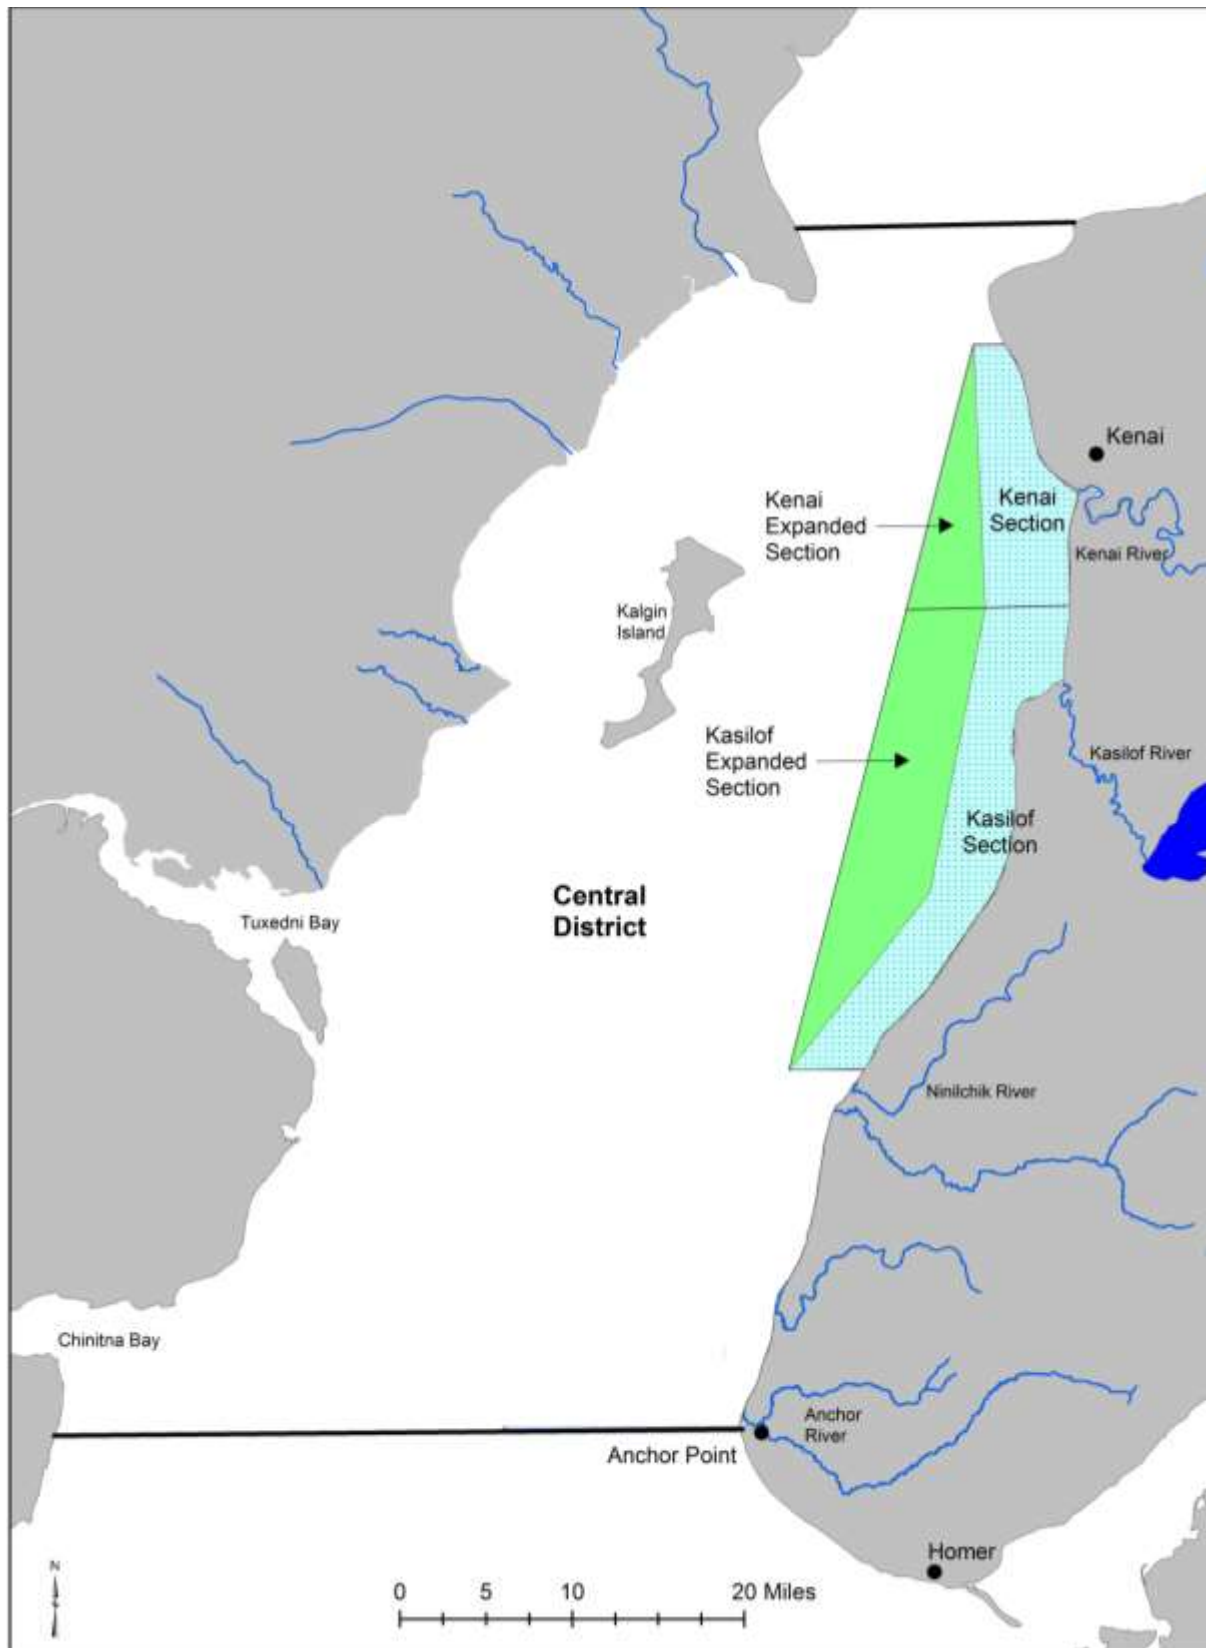 Kenai
Kenai
Expanded
Section
Kenai
Section
Kenai River
Kalgin
Island
Kasilof
Expanded
Section
Kasilof River
Kasilof
Section
Central
District
Tuxedni Bay
Ninilchik River
Chinitna Bay
Anchor
River
Anchor Point
Homer
N
0 5 10 20 Miles